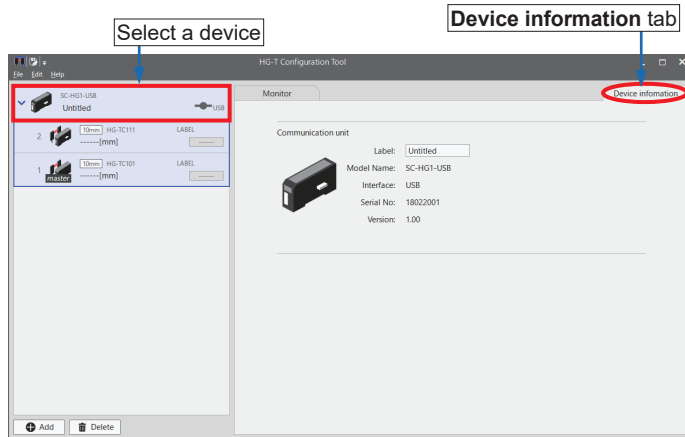 Device information tab
Select a device
HG-T Configuration Tool
File Edit Help
SC-HG1-USB
Untitled
USB
2 10mm HG-TC111 LABEL
------[mm] ------
1 10mm HG-TC101 LABEL
master ------[mm] ------
Monitor
Device infomation
Communication unit
Label: Untitled
Model Name: SC-HG1-USB
Interface: USB
Serial No: 18022001
Version: 1.00
Add Delete